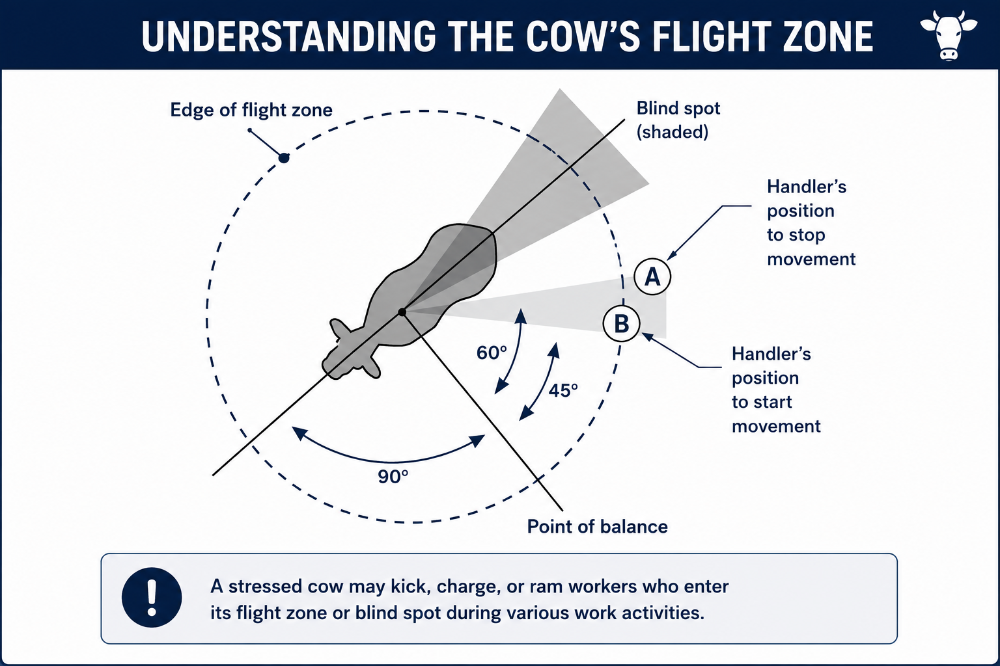 UNDERSTANDING THE COW’S FLIGHT ZONE
Edge of flight zone
Blind spot
(shaded)
Handler’s
position
to stop
movement
A
B
Handler’s
position
to start
movement
60°
45°
90°
Point of balance
!
A stressed cow may kick, charge, or ram workers who enter
its flight zone or blind spot during various work activities.